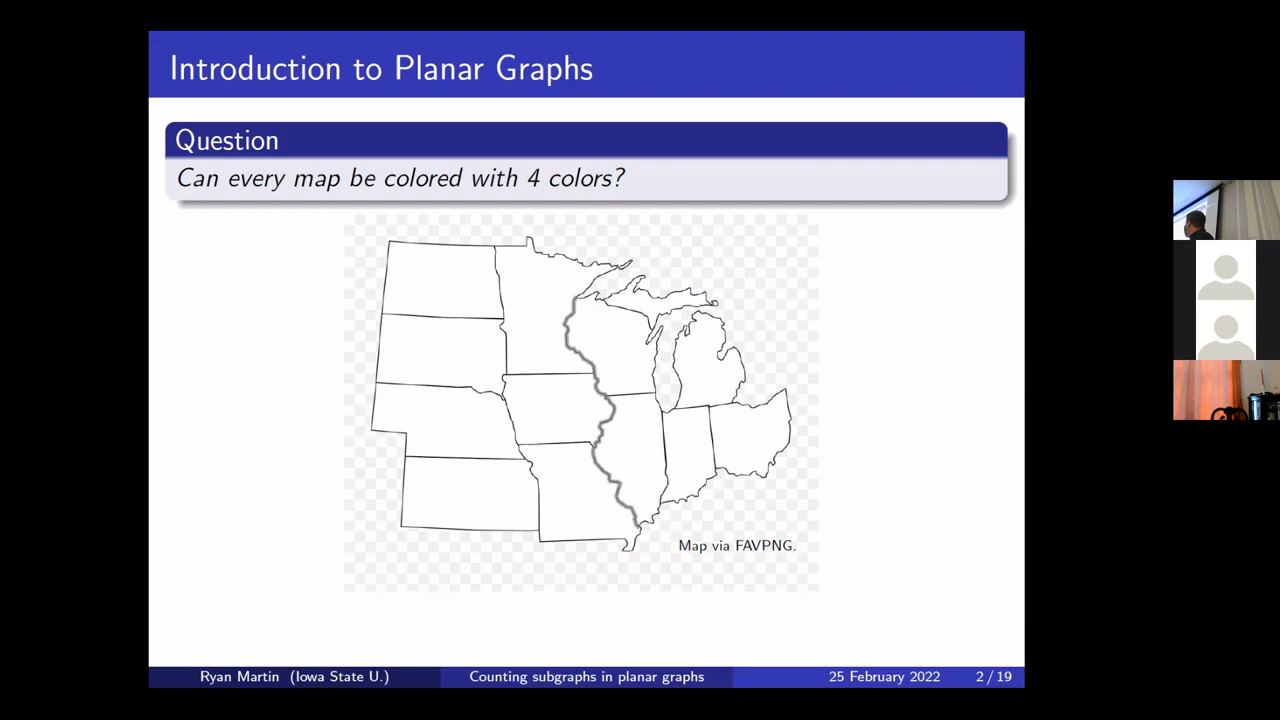 Introduction to Planar Graphs
Question
Can every map be colored with 4 colors?
Map via FAVPNG.
Ryan Martin (Iowa State U.) Counting subgraphs in planar graphs 25 February 2022 2 / 19